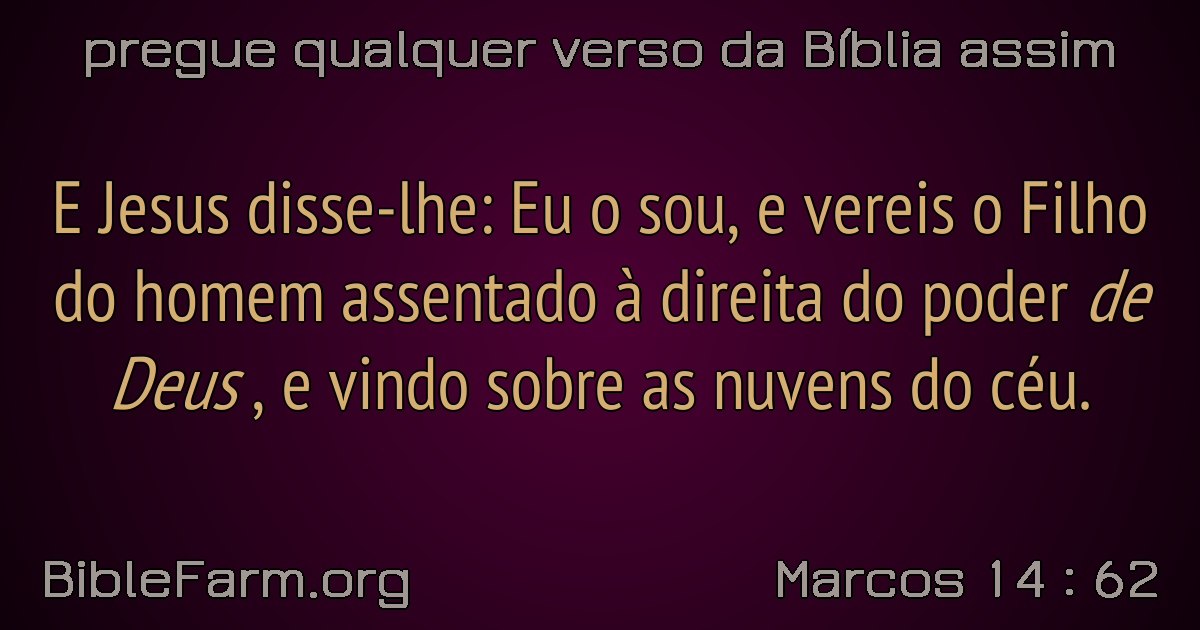 pregue qualquer verso da Bíblia assim
E Jesus disse-lhe: Eu o sou, e vereis o Filho
do homem assentado à direita do poder de
Deus , e vindo sobre as nuvens do céu.
BibleFarm.org
Marcos 14 : 62